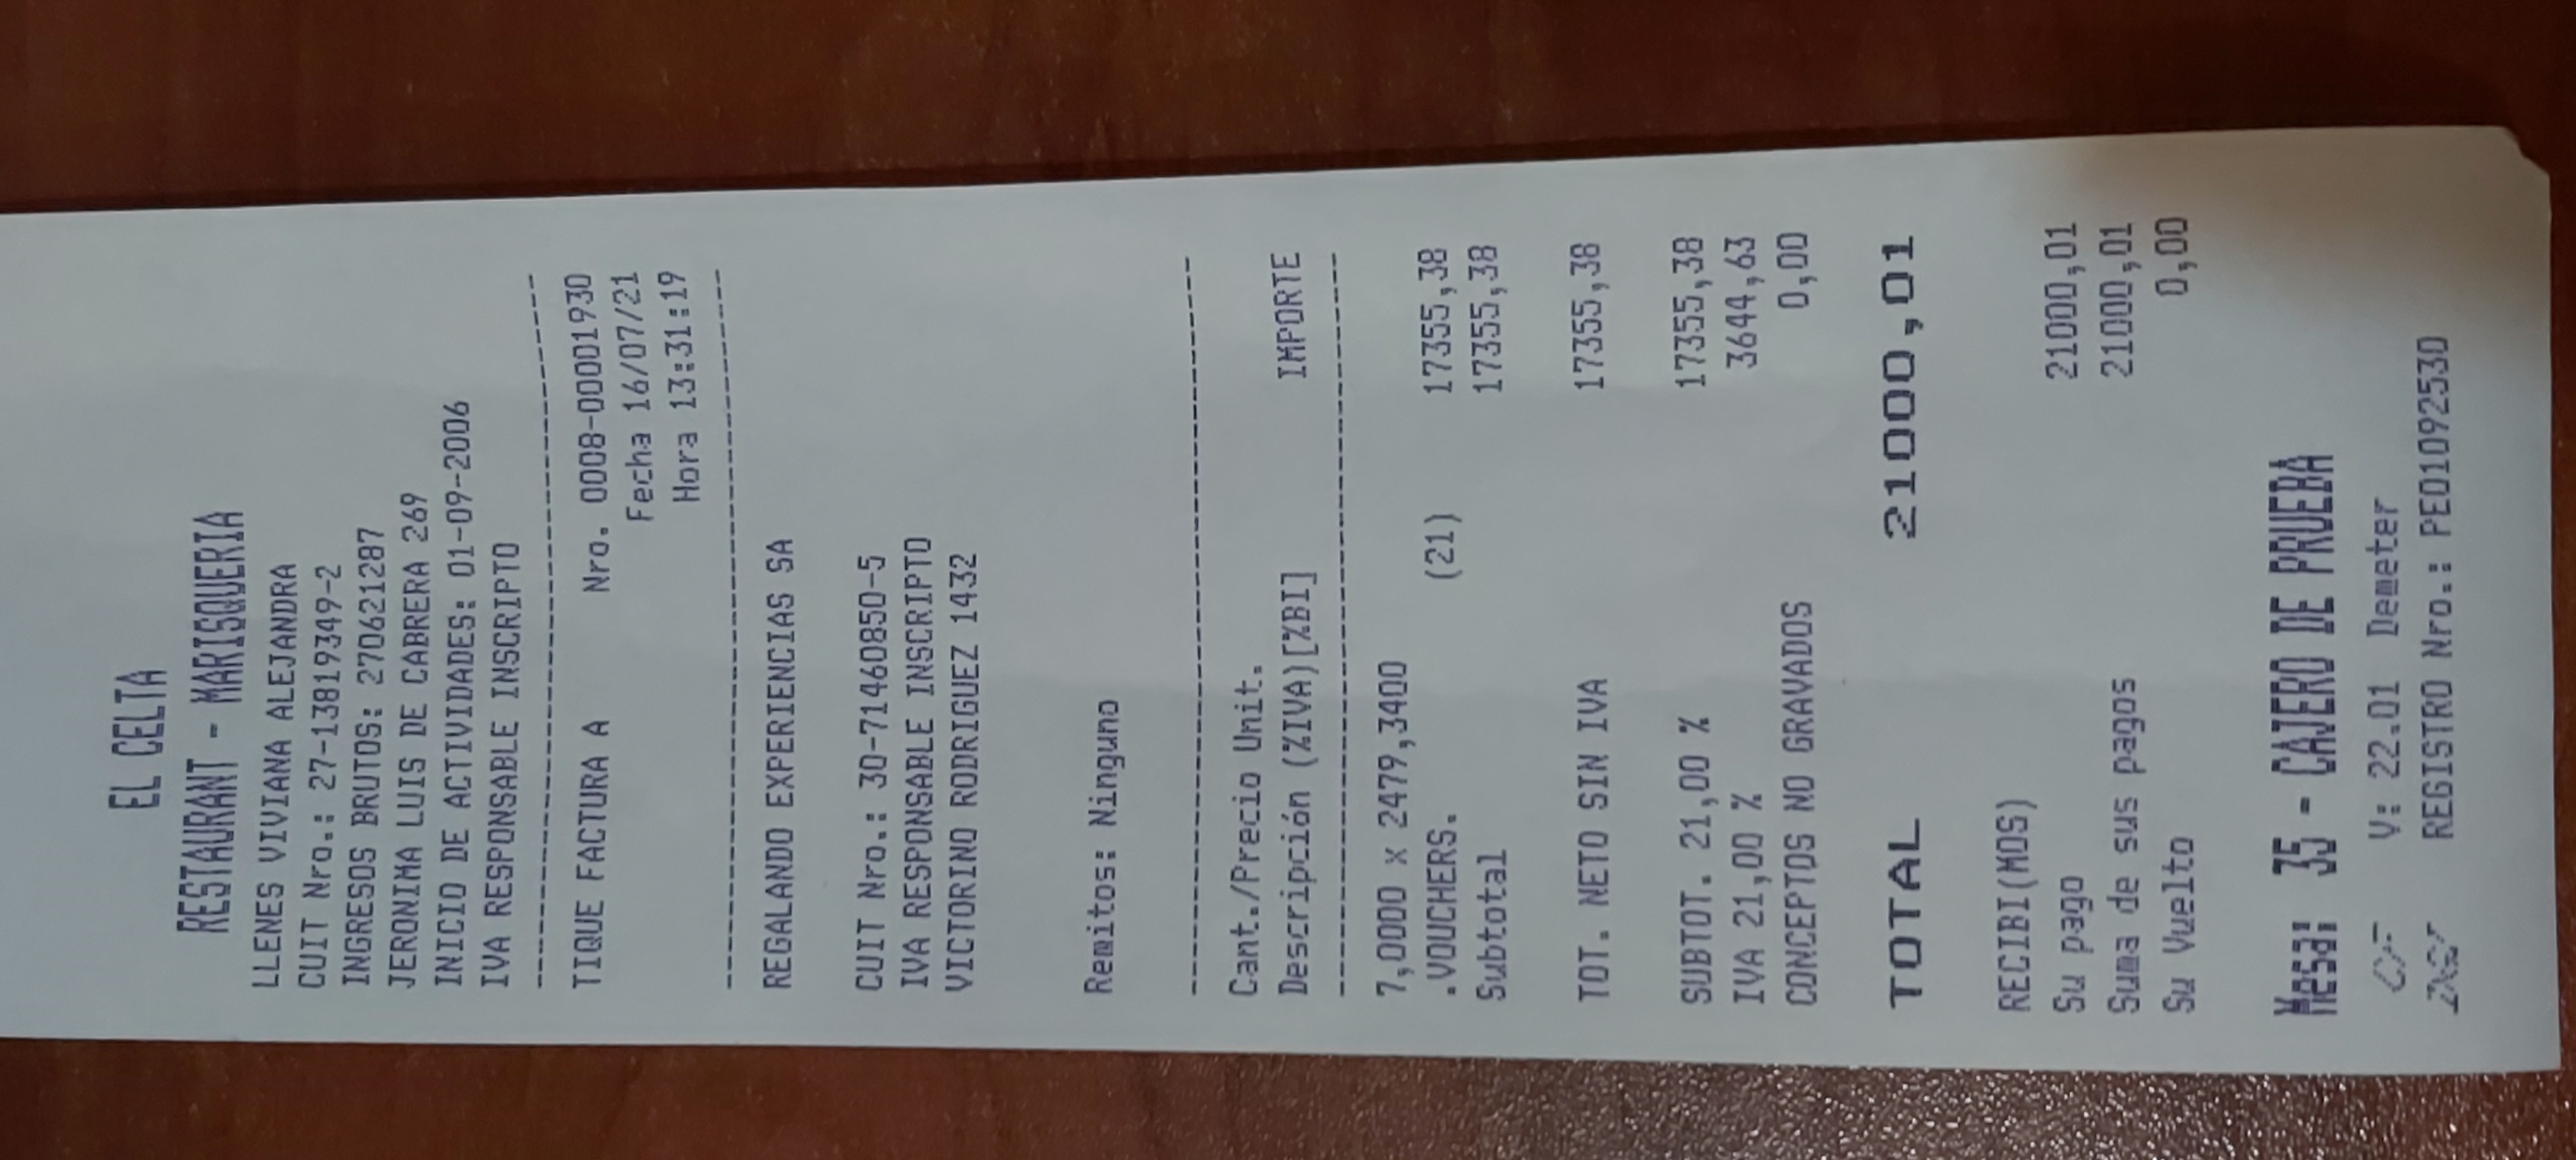 EL CELTA
RESTAURANT - MARISQUERIA
LLENES VIVIANA ALEJANDRA
CUIT Nro.: 27-13819349-2
INGRESOS BRUTOS: 270621287
JERONIMA LUIS DE CABRERA 269
INICIO DE ACTIVIDADES: 01-09-2006
IVA RESPONSABLE INSCRIPTO
TIQUE FACTURA A Nro. 0008-00001930
Fecha 16/07/21
Hora 13:31:19
REGALANDO EXPERIENCIAS SA
CUIT Nro.: 30-71460850-5
IVA RESPONSABLE INSCRIPTO
VICTORINO RODRIGUEZ 1432
Remitos: Ninguno
Cant./Precio Unit.
Descripción (%IVA)[%BI] IMPORTE
7,0000 x 2479,3400
.VOUCHERS. (21) 17355,38
Subtotal 17355,38
TOT. NETO SIN IVA 17355,38
SUBTOT. 21,00 % 17355,38
IVA 21,00 % 3644,63
CONCEPTOS NO GRAVADOS 0,00
TOTAL 21000,01
RECIBI(MOS)
Su pago 21000,01
Suma de sus pagos 21000,01
Su Vuelto 0,00
Mesa: 35 - CAJERO DE PRUEBA
CF V: 22.01 Demeter
REGISTRO Nro.: PEO1092530